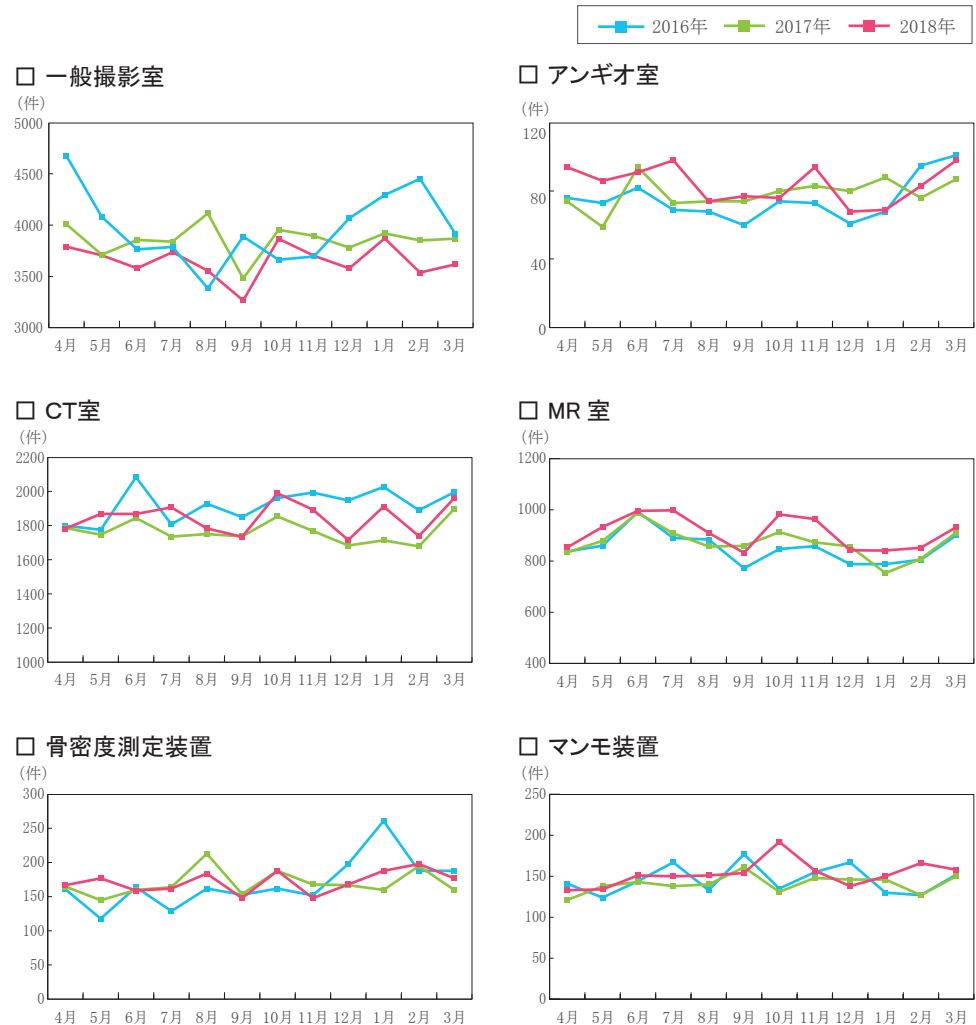 2016年 2017年 2018年
□ 一般撮影室
（件）
5000
4500
4000
3500
3000
4月 5月 6月 7月 8月 9月 10月 11月 12月 1月 2月 3月
□ アンギオ室
（件）
120
80
40
0
4月 5月 6月 7月 8月 9月 10月 11月 12月 1月 2月 3月
□ CT室
（件）
2200
2000
1800
1600
1400
1200
1000
4月 5月 6月 7月 8月 9月 10月 11月 12月 1月 2月 3月
□ MR 室
（件）
1200
1000
800
600
400
4月 5月 6月 7月 8月 9月 10月 11月 12月 1月 2月 3月
□ 骨密度測定装置
（件）
300
250
200
150
100
50
0
4月 5月 6月 7月 8月 9月 10月 11月 12月 1月 2月 3月
□ マンモ装置
（件）
250
200
150
100
50
0
4月 5月 6月 7月 8月 9月 10月 11月 12月 1月 2月 3月